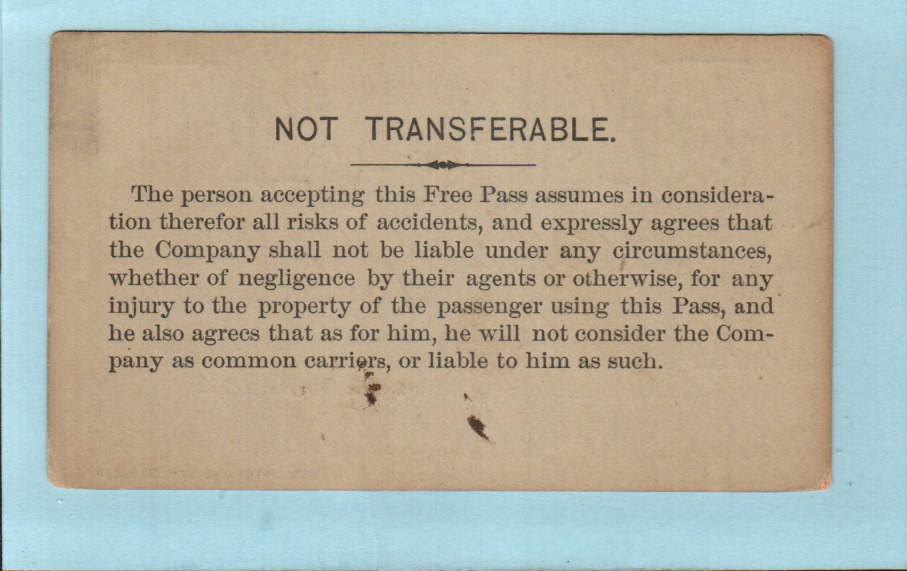 NOT TRANSFERABLE.
The person accepting this Free Pass assumes in considera-
tion therefor all risks of accidents, and expressly agrees that
the Company shall not be liable under any circumstances,
whether of negligence by their agents or otherwise, for any
injury to the property of the passenger using this Pass, and
he also agrees that as for him, he will not consider the Com-
pany as common carriers, or liable to him as such.